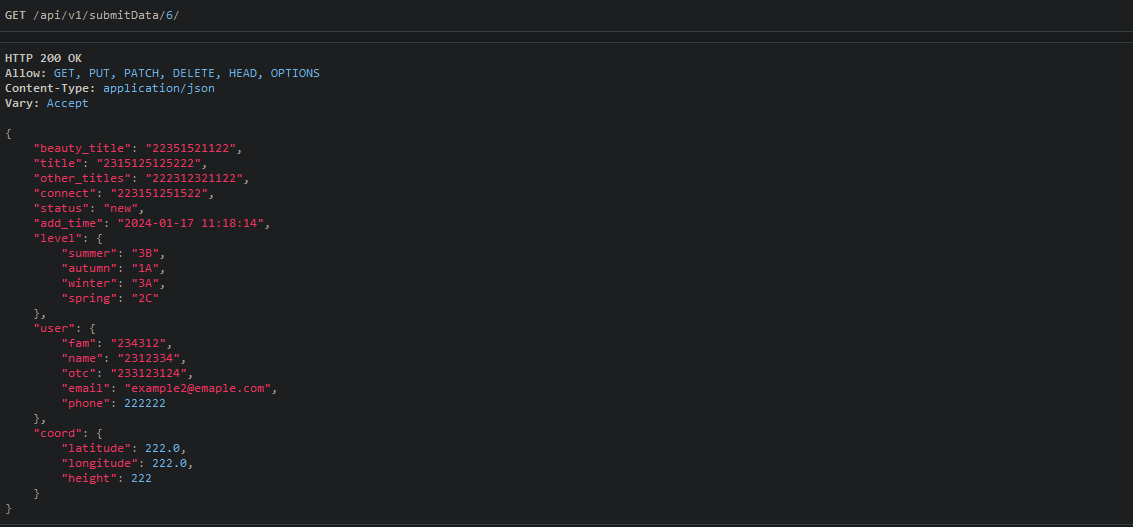 GET /api/v1/submitData/6/
HTTP 200 OK
Allow: GET, PUT, PATCH, DELETE, HEAD, OPTIONS
Content-Type: application/json
Vary: Accept
{
    "beauty_title": "22351521122",
    "title": "2315125125222",
    "other_titles": "222312321122",
    "connect": "223151251522",
    "status": "new",
    "add_time": "2024-01-17 11:18:14",
    "level": {
        "summer": "3B",
        "autumn": "1A",
        "winter": "3A",
        "spring": "2C"
    },
    "user": {
        "fam": "234312",
        "name": "2312334",
        "otc": "233123124",
        "email": "example2@emaple.com",
        "phone": 222222
    },
    "coord": {
        "latitude": 222.0,
        "longitude": 222.0,
        "height": 222
    }
}